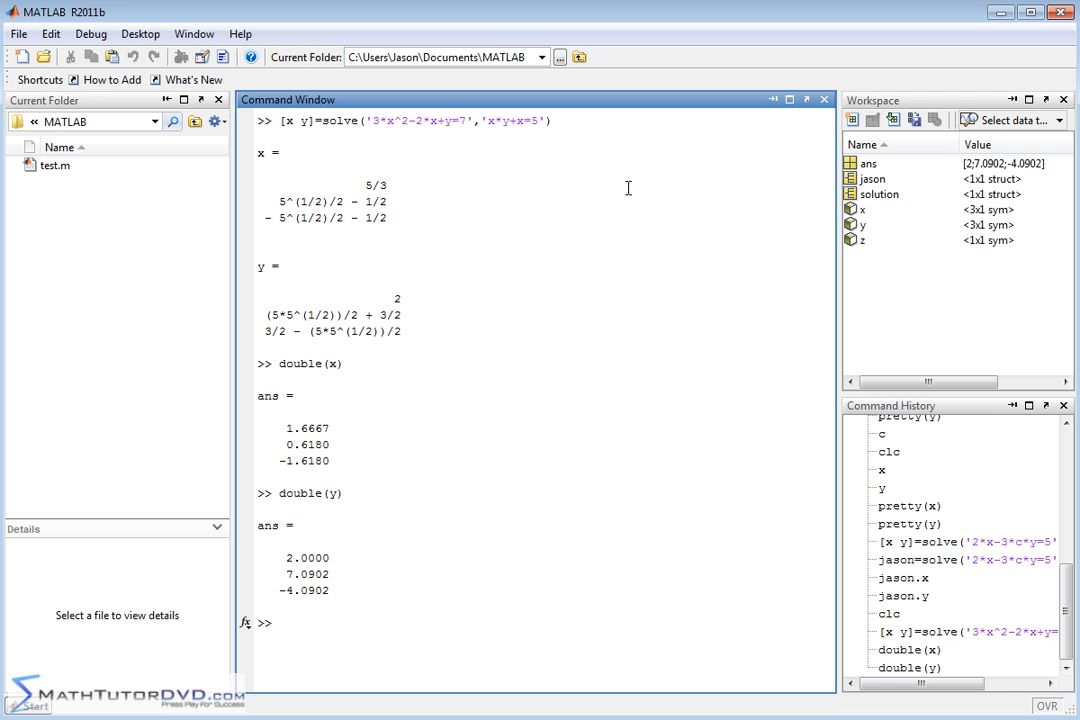 MATLAB R2011b
File Edit Debug Desktop Window Help
Current Folder: C:\Users\Jason\Documents\MATLAB ...
Shortcuts How to Add What's New
Current Folder
« MATLAB
Name
test.m
Details
Select a file to view details
Command Window
>> [x y]=solve('3*x^2-2*x+y=7','x*y+x=5')
x =
5/3
5^(1/2)/2 - 1/2
- 5^(1/2)/2 - 1/2
y =
2
(5*5^(1/2))/2 + 3/2
3/2 - (5*5^(1/2))/2
>> double(x)
ans =
1.6667
0.6180
-1.6180
>> double(y)
ans =
2.0000
7.0902
-4.0902
fx >>
Workspace
Select data t...
Name Value
ans [2;7.0902;-4.0902]
jason <1x1 struct>
solution <1x1 struct>
x <3x1 sym>
y <3x1 sym>
z <1x1 sym>
Command History
pretty(y)
c
clc
x
y
pretty(x)
pretty(y)
[x y]=solve('2*x-3*c*y=5'
jason=solve('2*x-3*c*y=5'
jason.x
jason.y
clc
[x y]=solve('3*x^2-2*x+y=
double(x)
double(y)
MATHTUTORDVD.COM
Press Play For Success
Start
OVR